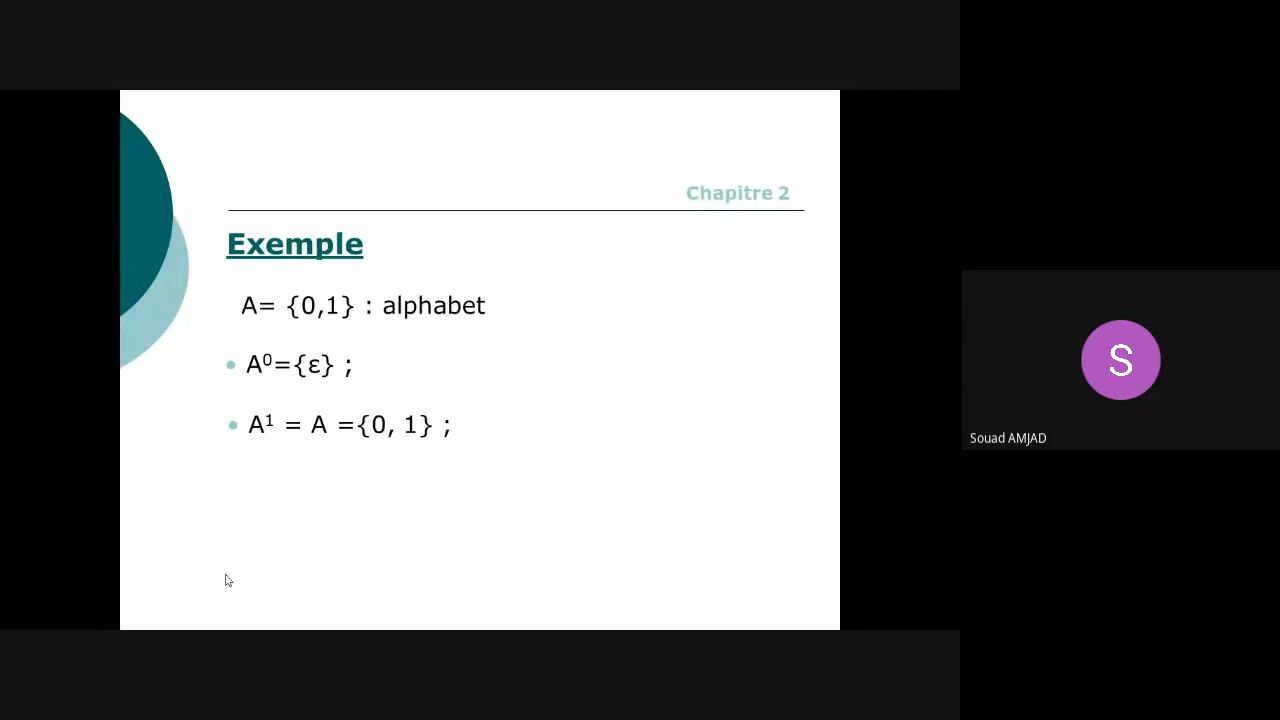 Chapitre 2
Exemple
A= {0,1} : alphabet
• A⁰={ε} ;
• A¹ = A ={0, 1} ;
S
Souad AMJAD